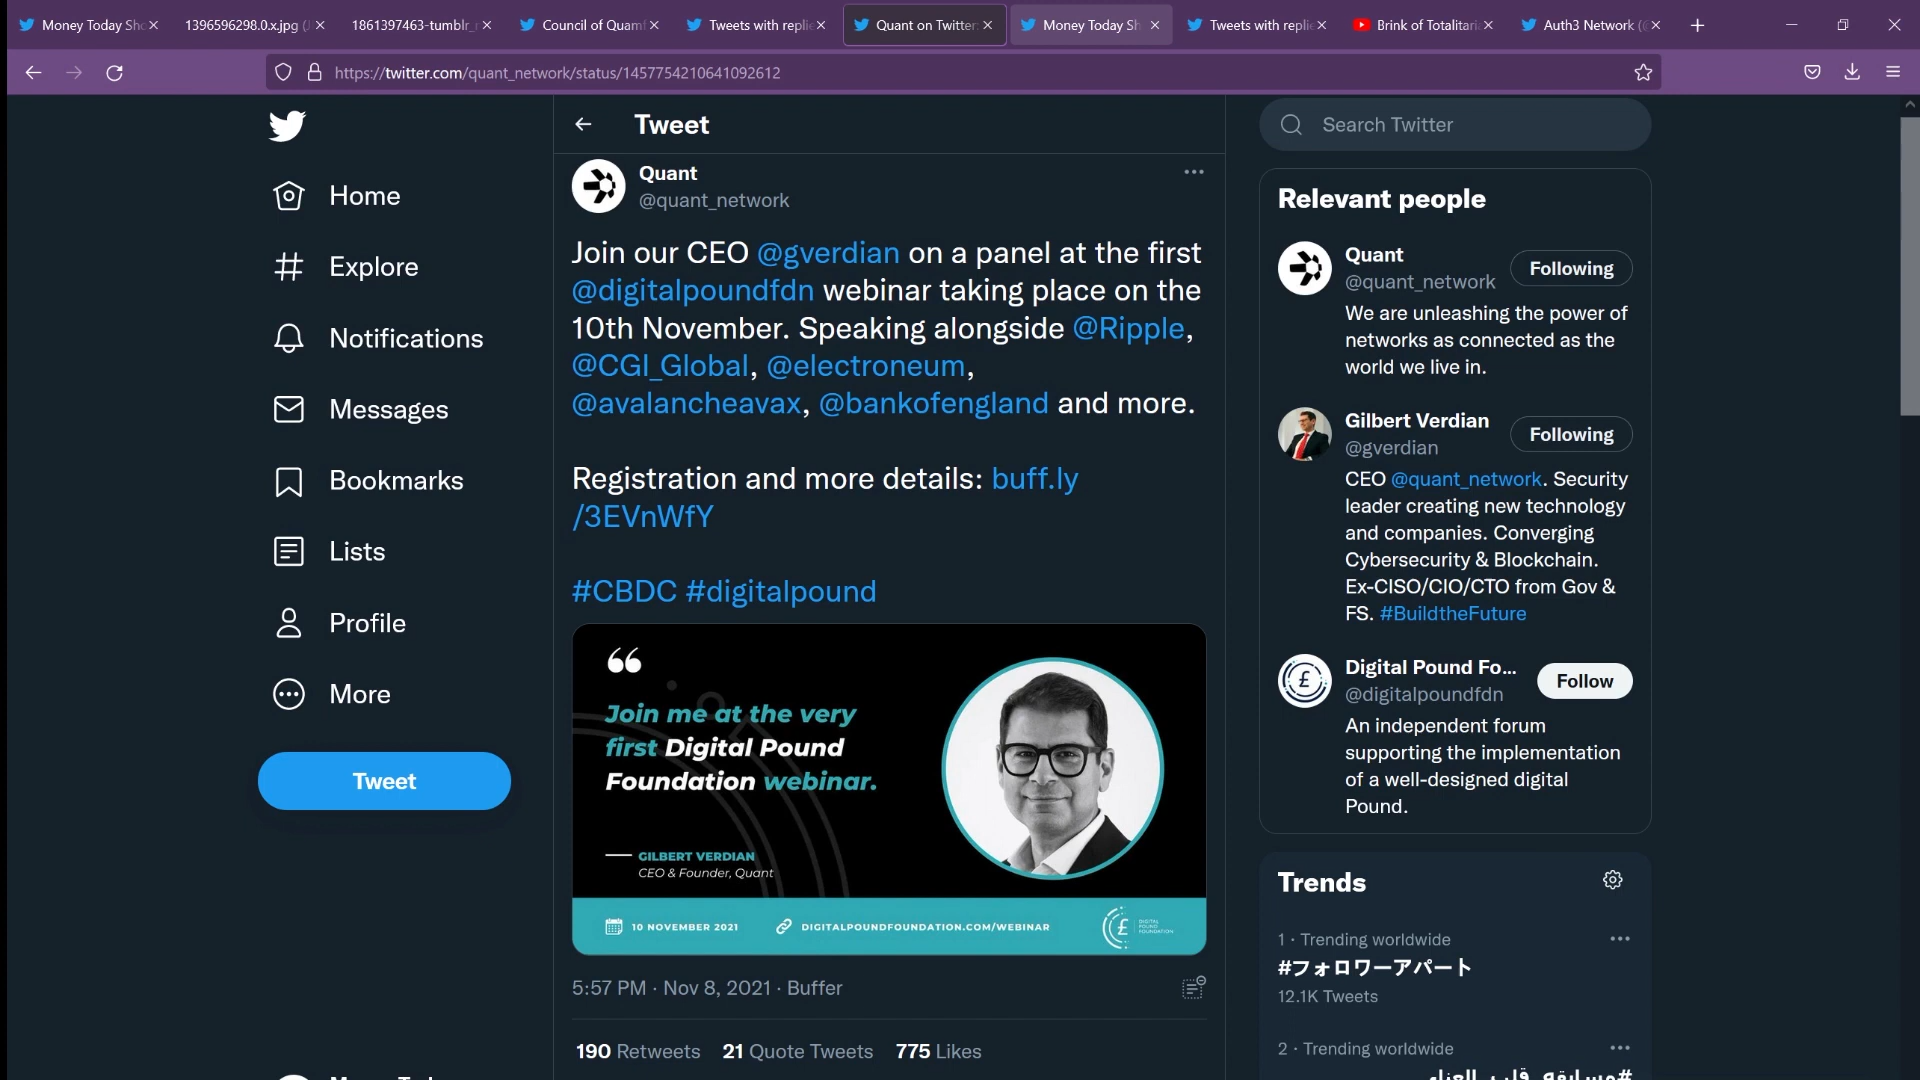 Money Today Sho
1396596298.0.x.jpg (
1861397463-tumblr_
Council of Quant
Tweets with replie
Quant on Twitter:
Money Today Sh
Tweets with replie
Brink of Totalitaria
Auth3 Network (@
https://twitter.com/quant_network/status/1457754210641092612
Home
Explore
Notifications
Messages
Bookmarks
Lists
Profile
More
Tweet
Tweet
Quant
@quant_network
Join our CEO @gverdian on a panel at the first
@digitalpoundfdn webinar taking place on the
10th November. Speaking alongside @Ripple,
@CGI_Global, @electroneum,
@avalancheavax, @bankofengland and more.
Registration and more details: buff.ly
/3EVnWfY
#CBDC #digitalpound
“
Join me at the very
first Digital Pound
Foundation webinar.
GILBERT VERDIAN
CEO & Founder, Quant
10 NOVEMBER 2021
DIGITALPOUNDFOUNDATION.COM/WEBINAR
£
DIGITAL
POUND
FOUNDATION
5:57 PM · Nov 8, 2021 · Buffer
190 Retweets 21 Quote Tweets 775 Likes
Search Twitter
Relevant people
Quant
@quant_network
Following
We are unleashing the power of
networks as connected as the
world we live in.
Gilbert Verdian
@gverdian
Following
CEO @quant_network. Security
leader creating new technology
and companies. Converging
Cybersecurity & Blockchain.
Ex-CISO/CIO/CTO from Gov &
FS. #BuildtheFuture
£
Digital Pound Fo...
@digitalpoundfdn
Follow
An independent forum
supporting the implementation
of a well-designed digital
Pound.
Trends
1 · Trending worldwide
#フォロワーアパート
12.1K Tweets
2 · Trending worldwide